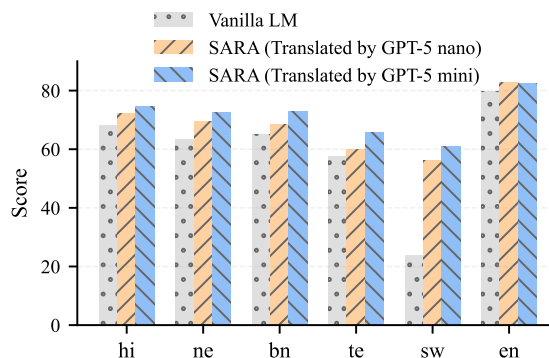 Vanilla LM
SARA (Translated by GPT-5 nano)
SARA (Translated by GPT-5 mini)
Score
80
60
40
20
0
hi ne bn te sw en